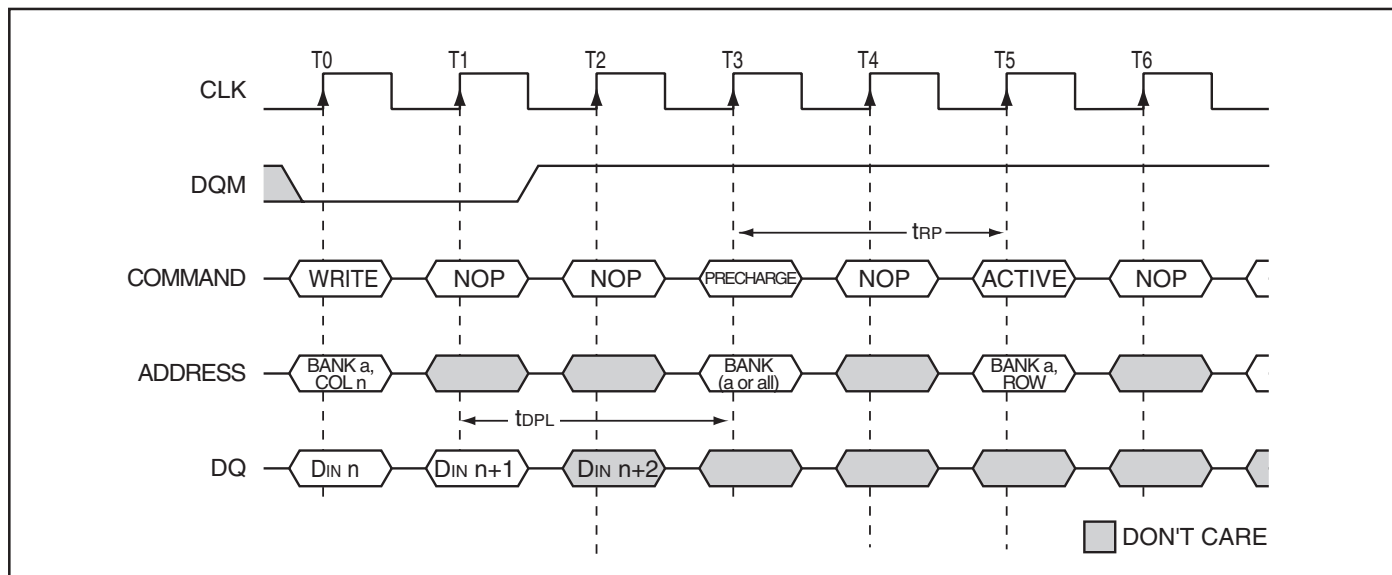 T0 T1 T2 T3 T4 T5 T6
CLK
DQM
tRP
COMMAND WRITE NOP NOP PRECHARGE NOP ACTIVE NOP
ADDRESS BANK a, COL n BANK (a or all) BANK a, ROW
tDPL
DQ DIN n DIN n+1 DIN n+2
DON'T CARE